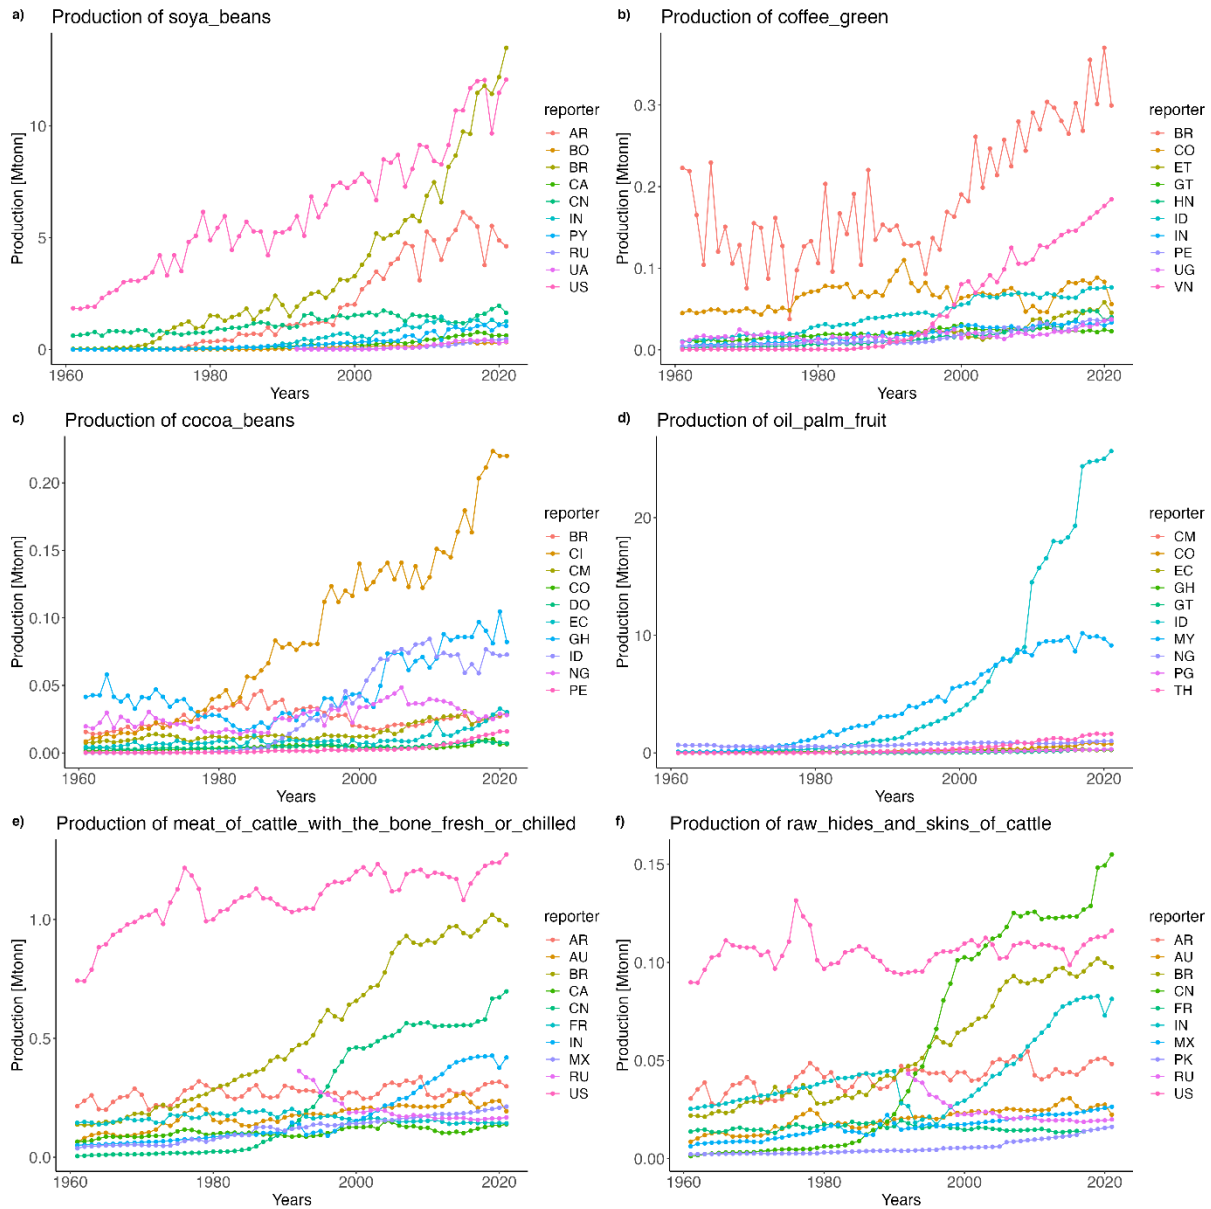 a) Production of soya_beans
Production [Mtonn]
10
5
0
1960
1980
2000
2020
Years
reporter
AR
BO
BR
CA
CN
IN
PY
RU
UA
US
b) Production of coffee_green
Production [Mtonn]
0.3
0.2
0.1
0.0
1960
1980
2000
2020
Years
reporter
BR
CO
ET
GT
HN
ID
IN
PE
UG
VN
c) Production of cocoa_beans
Production [Mtonn]
0.20
0.15
0.10
0.05
0.00
1960
1980
2000
2020
Years
reporter
BR
CI
CM
CO
DO
EC
GH
ID
NG
PE
d) Production of oil_palm_fruit
Production [Mtonn]
20
10
0
1960
1980
2000
2020
Years
reporter
CM
CO
EC
GH
GT
ID
MY
NG
PG
TH
e) Production of meat_of_cattle_with_the_bone_fresh_or_chilled
Production [Mtonn]
1.0
0.5
0.0
1960
1980
2000
2020
Years
reporter
AR
AU
BR
CA
CN
FR
IN
MX
RU
US
f) Production of raw_hides_and_skins_of_cattle
Production [Mtonn]
0.15
0.10
0.05
0.00
1960
1980
2000
2020
Years
reporter
AR
AU
BR
CN
FR
IN
MX
PK
RU
US